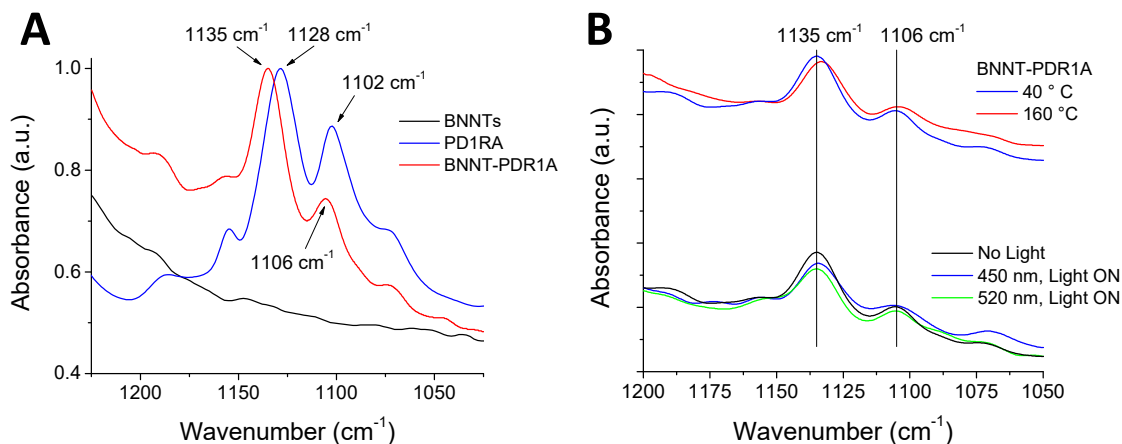 A
1135 cm⁻¹
1128 cm⁻¹
1102 cm⁻¹
1106 cm⁻¹
BNNTs
PD1RA
BNNT-PDR1A
Absorbance (a.u.)
1.0
0.8
0.6
0.4
1200 1150 1100 1050
Wavenumber (cm⁻¹)
B
1135 cm⁻¹ 1106 cm⁻¹
BNNT-PDR1A
40 ° C
160 °C
No Light
450 nm, Light ON
520 nm, Light ON
Absorbance (a.u.)
1200 1175 1150 1125 1100 1075 1050
Wavenumber (cm⁻¹)